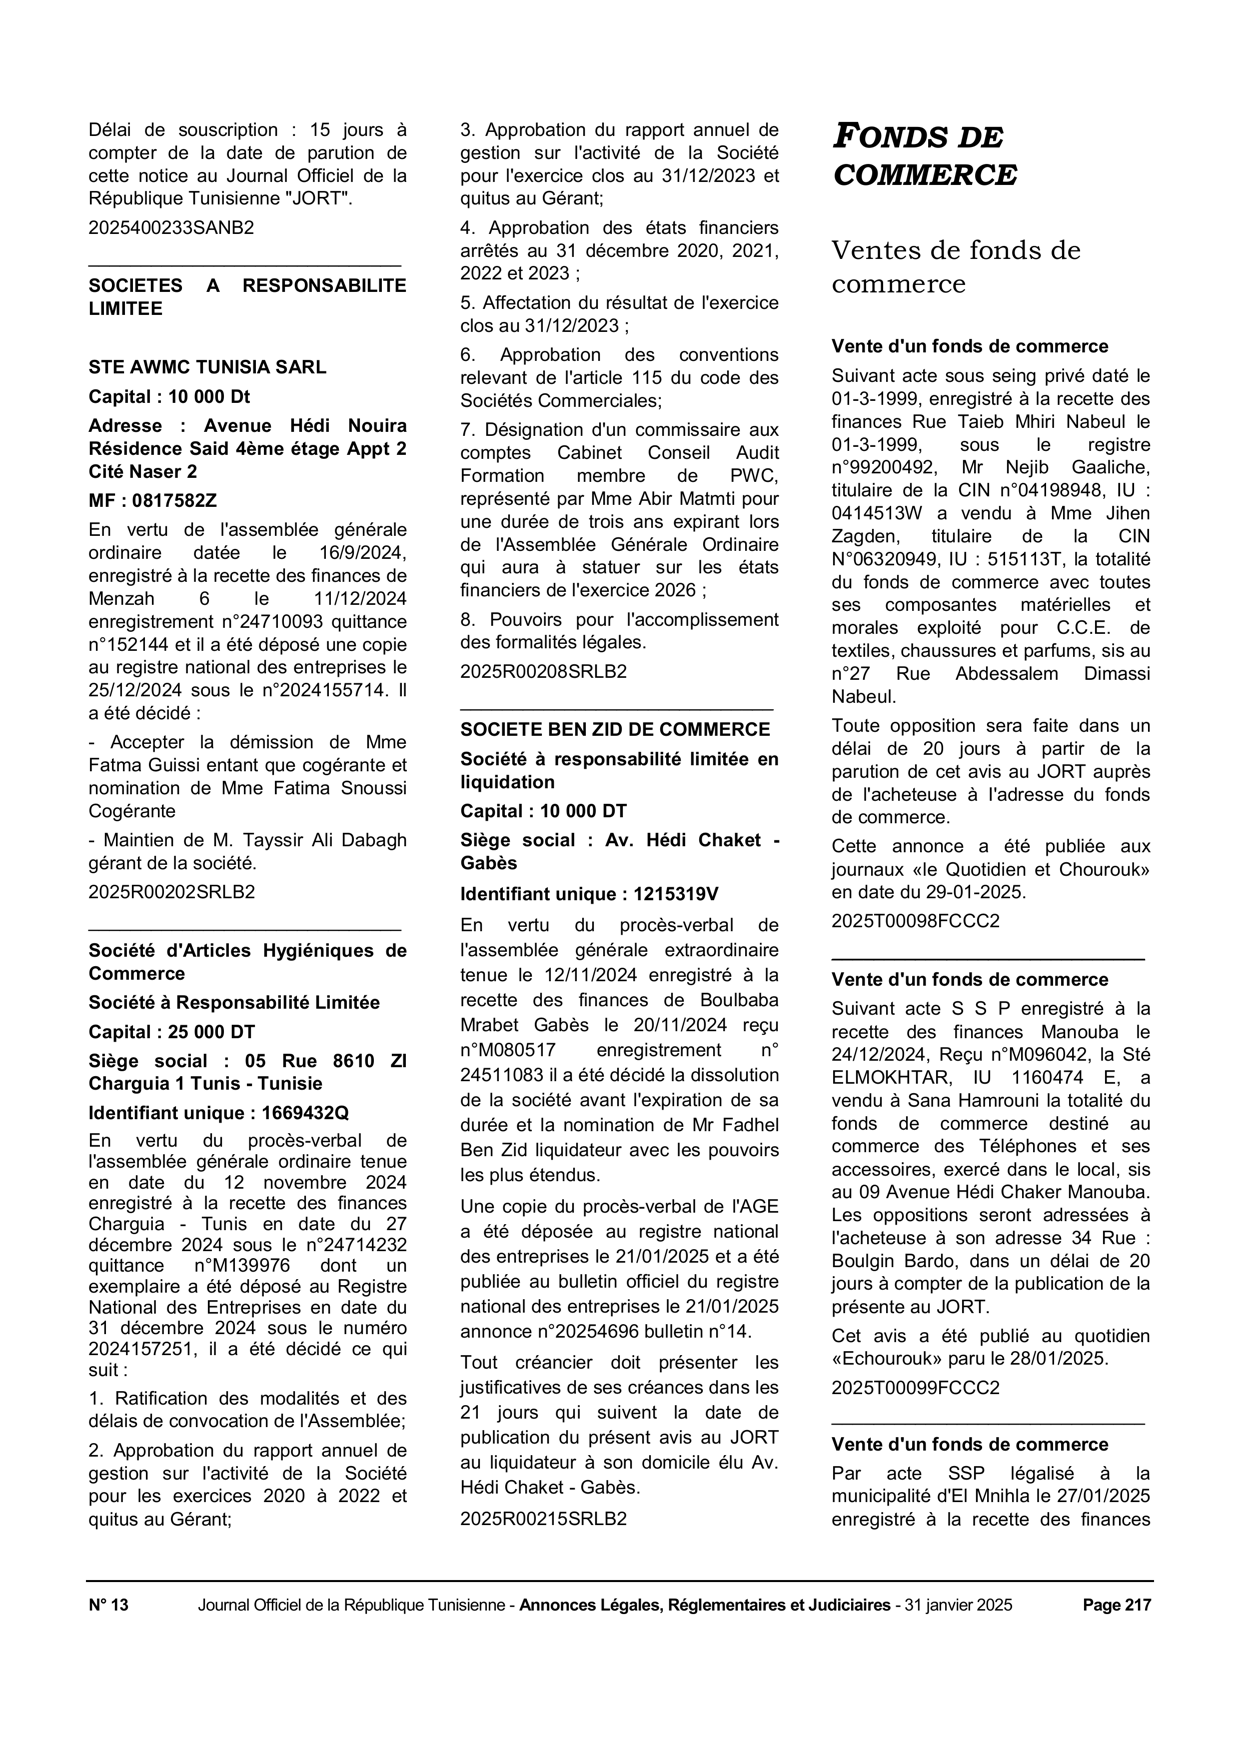 Délai de souscription : 15 jours à
compter de la date de parution de
cette notice au Journal Officiel de la
République Tunisienne "JORT".
2025400233SANB2
SOCIETES A RESPONSABILITE
LIMITEE
STE AWMC TUNISIA SARL
Capital : 10 000 Dt
Adresse : Avenue Hédi Nouira
Résidence Said 4ème étage Appt 2
Cité Naser 2
MF : 0817582Z
En vertu de l'assemblée générale
ordinaire datée le 16/9/2024,
enregistré à la recette des finances de
Menzah 6 le 11/12/2024
enregistrement n°24710093 quittance
n°152144 et il a été déposé une copie
au registre national des entreprises le
25/12/2024 sous le n°2024155714. Il
a été décidé :
- Accepter la démission de Mme
Fatma Guissi entant que cogérante et
nomination de Mme Fatima Snoussi
Cogérante
- Maintien de M. Tayssir Ali Dabagh
gérant de la société.
2025R00202SRLB2
Société d'Articles Hygiéniques de
Commerce
Société à Responsabilité Limitée
Capital : 25 000 DT
Siège social : 05 Rue 8610 ZI
Charguia 1 Tunis - Tunisie
Identifiant unique : 1669432Q
En vertu du procès-verbal de
l'assemblée générale ordinaire tenue
en date du 12 novembre 2024
enregistré à la recette des finances
Charguia - Tunis en date du 27
décembre 2024 sous le n°24714232
quittance n°M139976 dont un
exemplaire a été déposé au Registre
National des Entreprises en date du
31 décembre 2024 sous le numéro
2024157251, il a été décidé ce qui
suit :
1. Ratification des modalités et des
délais de convocation de l'Assemblée;
2. Approbation du rapport annuel de
gestion sur l'activité de la Société
pour les exercices 2020 à 2022 et
quitus au Gérant;
3. Approbation du rapport annuel de
gestion sur l'activité de la Société
pour l'exercice clos au 31/12/2023 et
quitus au Gérant;
4. Approbation des états financiers
arrêtés au 31 décembre 2020, 2021,
2022 et 2023 ;
5. Affectation du résultat de l'exercice
clos au 31/12/2023 ;
6. Approbation des conventions
relevant de l'article 115 du code des
Sociétés Commerciales;
7. Désignation d'un commissaire aux
comptes Cabinet Conseil Audit
Formation membre de PWC,
représenté par Mme Abir Matmti pour
une durée de trois ans expirant lors
de l'Assemblée Générale Ordinaire
qui aura à statuer sur les états
financiers de l'exercice 2026 ;
8. Pouvoirs pour l'accomplissement
des formalités légales.
2025R00208SRLB2
SOCIETE BEN ZID DE COMMERCE
Société à responsabilité limitée en
liquidation
Capital : 10 000 DT
Siège social : Av. Hédi Chaket -
Gabès
Identifiant unique : 1215319V
En vertu du procès-verbal de
l'assemblée générale extraordinaire
tenue le 12/11/2024 enregistré à la
recette des finances de Boulbaba
Mrabet Gabès le 20/11/2024 reçu
n°M080517 enregistrement n°
24511083 il a été décidé la dissolution
de la société avant l'expiration de sa
durée et la nomination de Mr Fadhel
Ben Zid liquidateur avec les pouvoirs
les plus étendus.
Une copie du procès-verbal de l'AGE
a été déposée au registre national
des entreprises le 21/01/2025 et a été
publiée au bulletin officiel du registre
national des entreprises le 21/01/2025
annonce n°20254696 bulletin n°14.
Tout créancier doit présenter les
justificatives de ses créances dans les
21 jours qui suivent la date de
publication du présent avis au JORT
au liquidateur à son domicile élu Av.
Hédi Chaket - Gabès.
2025R00215SRLB2
FONDS DE
COMMERCE
Ventes de fonds de
commerce
Vente d'un fonds de commerce
Suivant acte sous seing privé daté le
01-3-1999, enregistré à la recette des
finances Rue Taieb Mhiri Nabeul le
01-3-1999, sous le registre
n°99200492, Mr Nejib Gaaliche,
titulaire de la CIN n°04198948, IU :
0414513W a vendu à Mme Jihen
Zagden, titulaire de la CIN
N°06320949, IU : 515113T, la totalité
du fonds de commerce avec toutes
ses composantes matérielles et
morales exploité pour C.C.E. de
textiles, chaussures et parfums, sis au
n°27 Rue Abdessalem Dimassi
Nabeul.
Toute opposition sera faite dans un
délai de 20 jours à partir de la
parution de cet avis au JORT auprès
de l'acheteuse à l'adresse du fonds
de commerce.
Cette annonce a été publiée aux
journaux «le Quotidien et Chourouk»
en date du 29-01-2025.
2025T00098FCCC2
Vente d'un fonds de commerce
Suivant acte S S P enregistré à la
recette des finances Manouba le
24/12/2024, Reçu n°M096042, la Sté
ELMOKHTAR, IU 1160474 E, a
vendu à Sana Hamrouni la totalité du
fonds de commerce destiné au
commerce des Téléphones et ses
accessoires, exercé dans le local, sis
au 09 Avenue Hédi Chaker Manouba.
Les oppositions seront adressées à
l'acheteuse à son adresse 34 Rue :
Boulgin Bardo, dans un délai de 20
jours à compter de la publication de la
présente au JORT.
Cet avis a été publié au quotidien
«Echourouk» paru le 28/01/2025.
2025T00099FCCC2
Vente d'un fonds de commerce
Par acte SSP légalisé à la
municipalité d'El Mnihla le 27/01/2025
enregistré à la recette des finances
N° 13 Journal Officiel de la République Tunisienne - Annonces Légales, Réglementaires et Judiciaires - 31 janvier 2025 Page 217